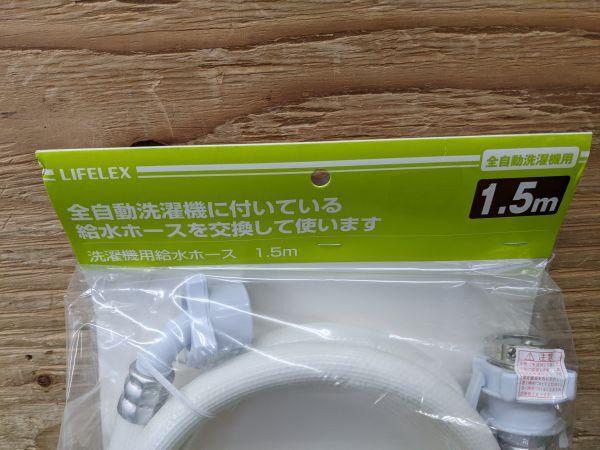 LIFELEX
全自動洗濯機用
1.5m
全自動洗濯機に付いている
給水ホースを交換して使います
洗濯機用給水ホース 1.5m
注意